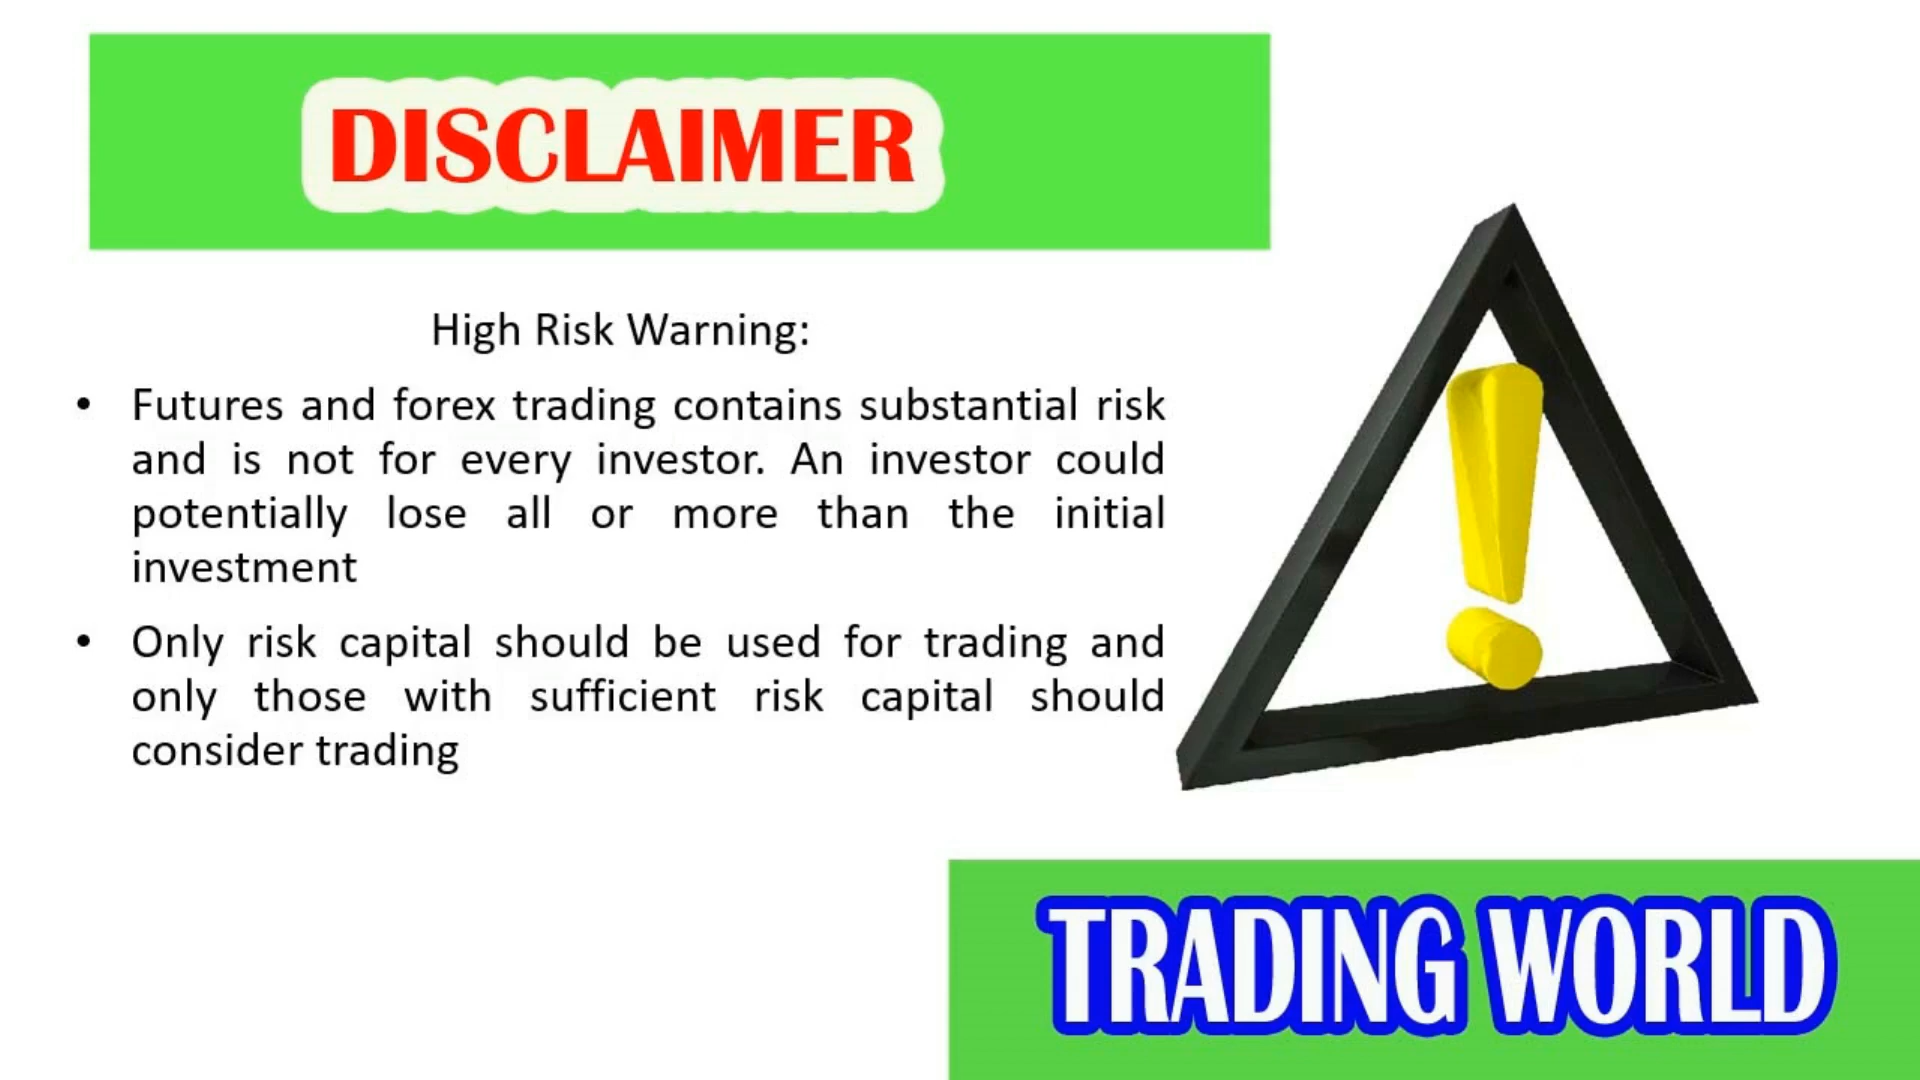 DISCLAIMER
High Risk Warning:
• Futures and forex trading contains substantial risk
and is not for every investor. An investor could
potentially lose all or more than the initial
investment
• Only risk capital should be used for trading and
only those with sufficient risk capital should
consider trading
TRADING WORLD